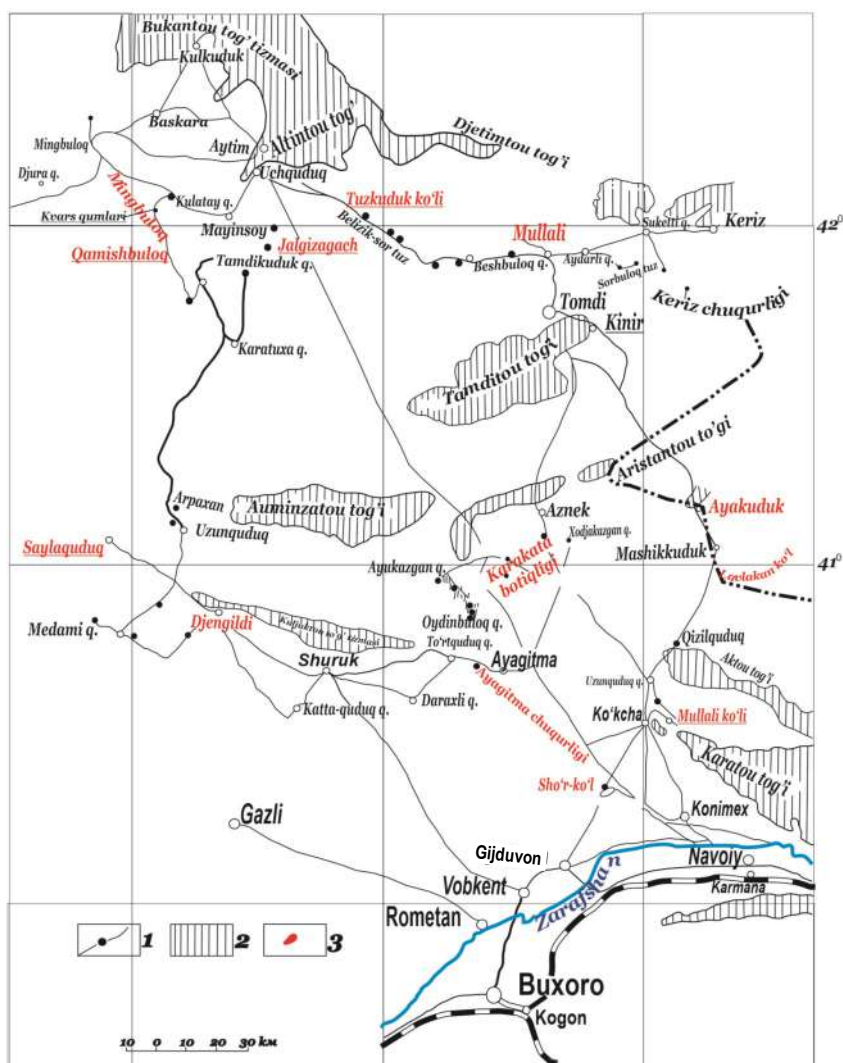 Bukantou tog' tizmasi
Kulkuduk
Baskara
Mingbuloq
Aytim
Altintou tog'
Djetimtou tog'i
Djura q.
Uchquduq
Mingbuloq
Kulatay q.
Tuzkuduk ko'li
Kvars qumlari
Mayinsoy
Belizik-sor tuz
Sukelti q.
Keriz
42°
Qamishbuloq
Jalgizagach
Mullali
Tamdikuduk q.
Beshbuloq q.
Aydarli q.
Sorbuloq tuz
Tomdi
Keriz chuqurligi
Kinir
Karatuxa q.
Tamditou tog'i
Aristantou to'gi
Arpaxan
Auminzatou tog'i
Aznek
Ayakuduk
Uzunquduq
Xodjakazgan q.
Saylaquduq
Karakata
botiqligi
Mashikkuduk
41°
Ayukazgan q.
Oydinbuloq q.
Medami q.
Djengildi
Kuljuktou tog' tizmasi
To'rtquduq q.
Qizilquduq
Shuruk
Ayagitma
Aktou tog'i
Uzunquduq q.
Katta-quduq q.
Daraxli q.
Ayagitma chuqurligi
Ko'kcha
Mullali ko'li
Karatou tog'i
Sho'r-ko'l
Gazli
Konimex
Gijduvon
Navoiy
Vobkent
Zarafshan
Karmana
Rometan
1
2
3
Buxoro
Kogon
10 0 10 20 30 км